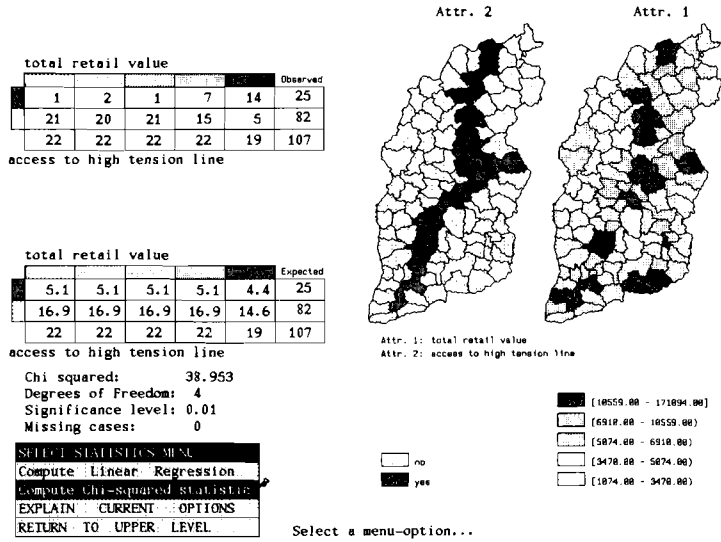 Attr. 2 Attr. 1
total retail value
Observed
1 2 1 7 14 25
21 20 21 15 5 82
22 22 22 22 19 107
access to high tension line
total retail value
Expected
5.1 5.1 5.1 5.1 4.4 25
16.9 16.9 16.9 16.9 14.6 82
22 22 22 22 19 107
access to high tension line
Attr. 1: total retail value
Attr. 2: access to high tension line
Chi squared: 38.953
Degrees of Freedom: 4
Significance level: 0.01
Missing cases: 0
SELECT STATISTICS MENU
Compute Linear Regression
Compute Chi-squared statistic
EXPLAIN CURRENT OPTIONS
RETURN TO UPPER LEVEL
no
yes
[10559.00 - 171094.00]
[6910.00 - 10559.00)
[5074.00 - 6910.00)
[3470.00 - 5074.00)
[1074.00 - 3470.00)
Select a menu-option...